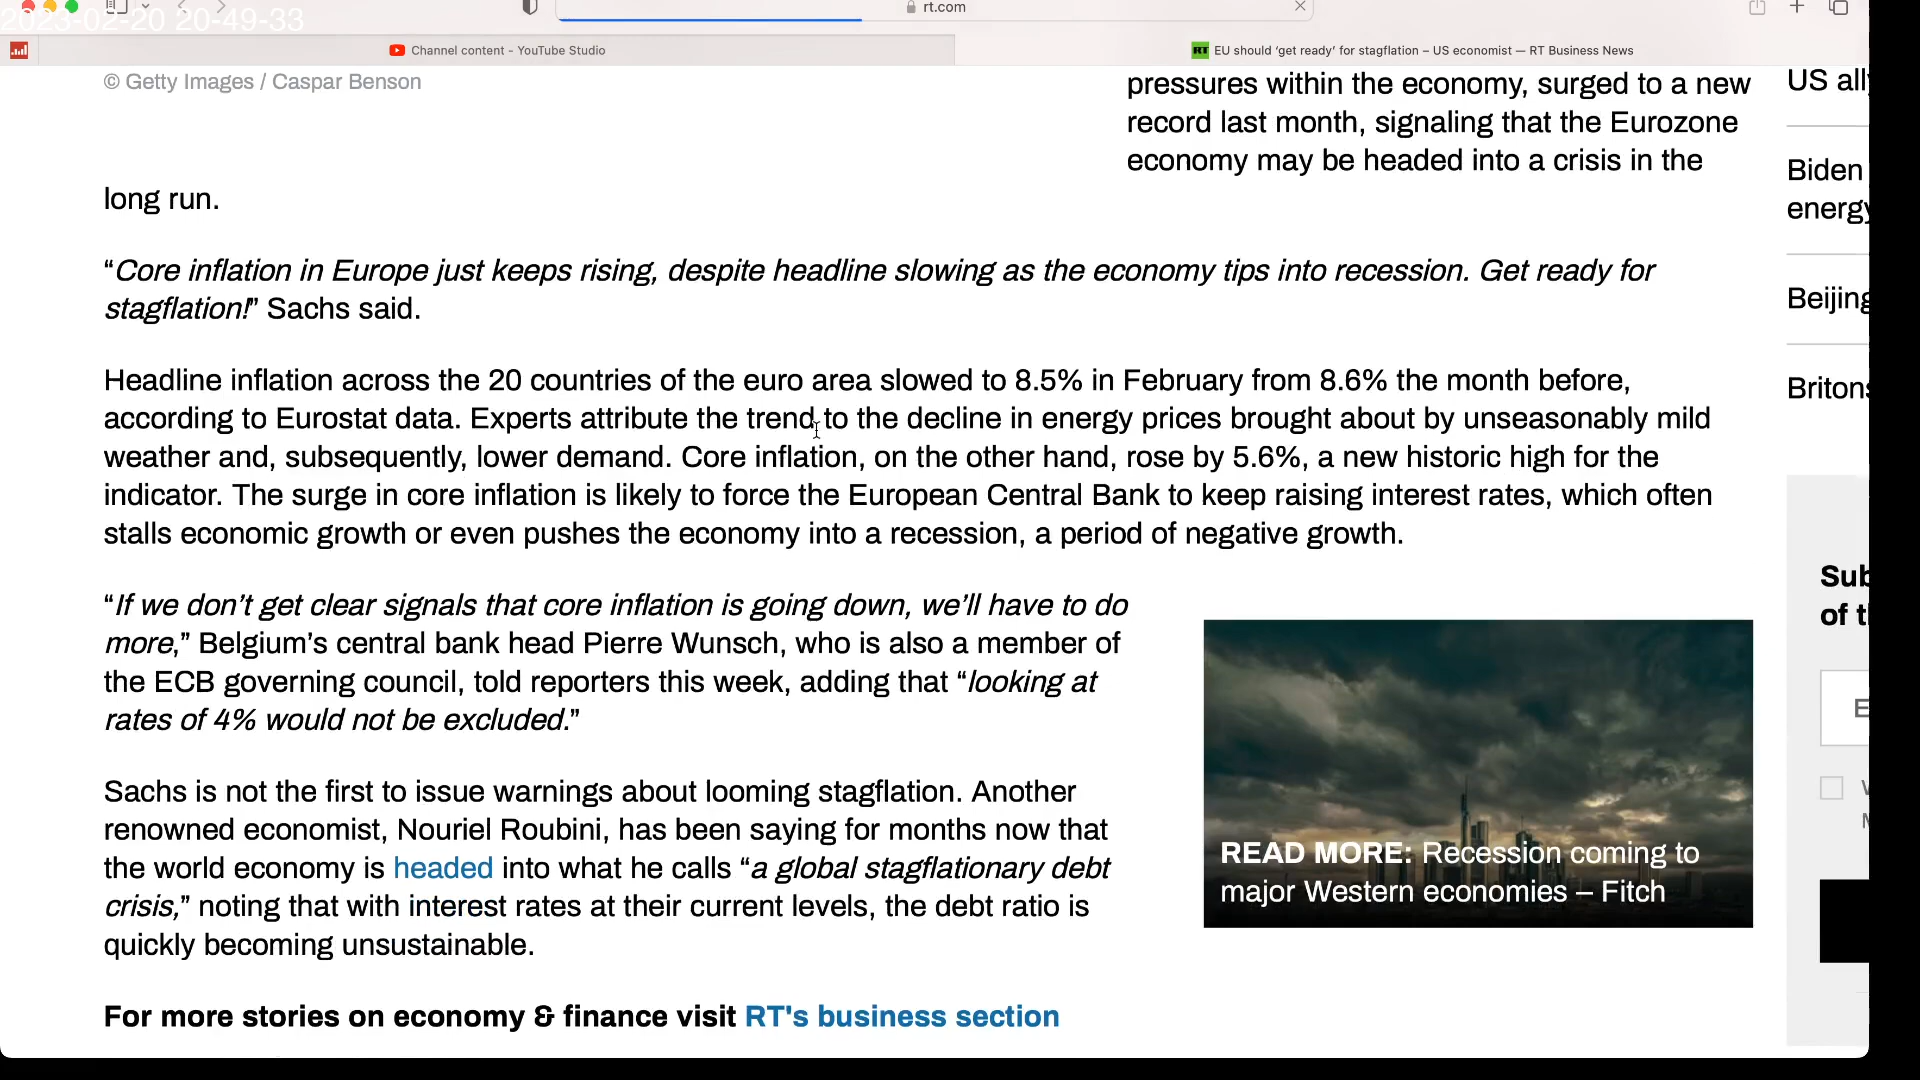 2023-02-20 20-49-33
rt.com
Channel content - YouTube Studio
RT EU should ‘get ready’ for stagflation – US economist — RT Business News
© Getty Images / Caspar Benson
pressures within the economy, surged to a new
record last month, signaling that the Eurozone
economy may be headed into a crisis in the
long run.
“Core inflation in Europe just keeps rising, despite headline slowing as the economy tips into recession. Get ready for
stagflation!” Sachs said.
Headline inflation across the 20 countries of the euro area slowed to 8.5% in February from 8.6% the month before,
according to Eurostat data. Experts attribute the trend to the decline in energy prices brought about by unseasonably mild
weather and, subsequently, lower demand. Core inflation, on the other hand, rose by 5.6%, a new historic high for the
indicator. The surge in core inflation is likely to force the European Central Bank to keep raising interest rates, which often
stalls economic growth or even pushes the economy into a recession, a period of negative growth.
“If we don’t get clear signals that core inflation is going down, we’ll have to do
more,” Belgium’s central bank head Pierre Wunsch, who is also a member of
the ECB governing council, told reporters this week, adding that “looking at
rates of 4% would not be excluded.”
READ MORE: Recession coming to
major Western economies – Fitch
Sachs is not the first to issue warnings about looming stagflation. Another
renowned economist, Nouriel Roubini, has been saying for months now that
the world economy is headed into what he calls “a global stagflationary debt
crisis,” noting that with interest rates at their current levels, the debt ratio is
quickly becoming unsustainable.
For more stories on economy & finance visit RT's business section
US all
Biden
energy
Beijing
Britons
Sub
of t
E